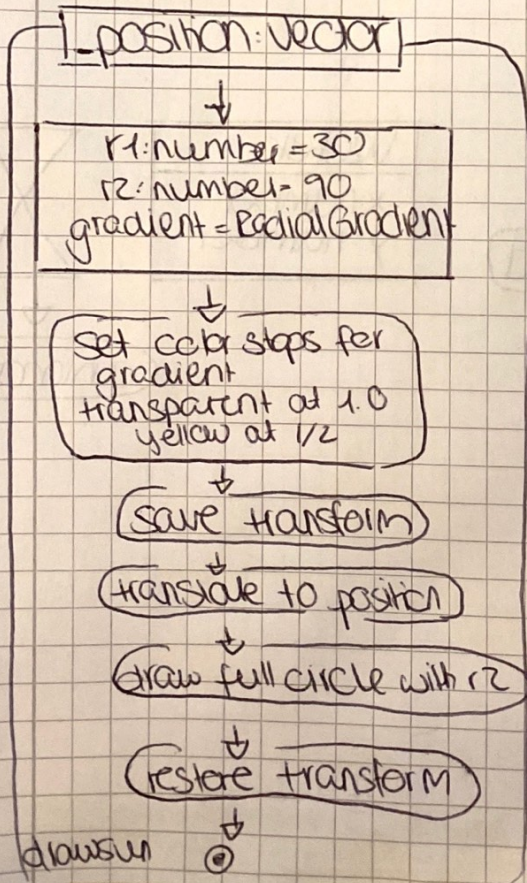 _position: vector
r1: number = 30
r2: number = 90
gradient = RadialGradient
set color stops for
gradient
transparent at 1.0
yellow at 1/2
save transform
translate to position
draw full circle with r2
restore transform
drawsun